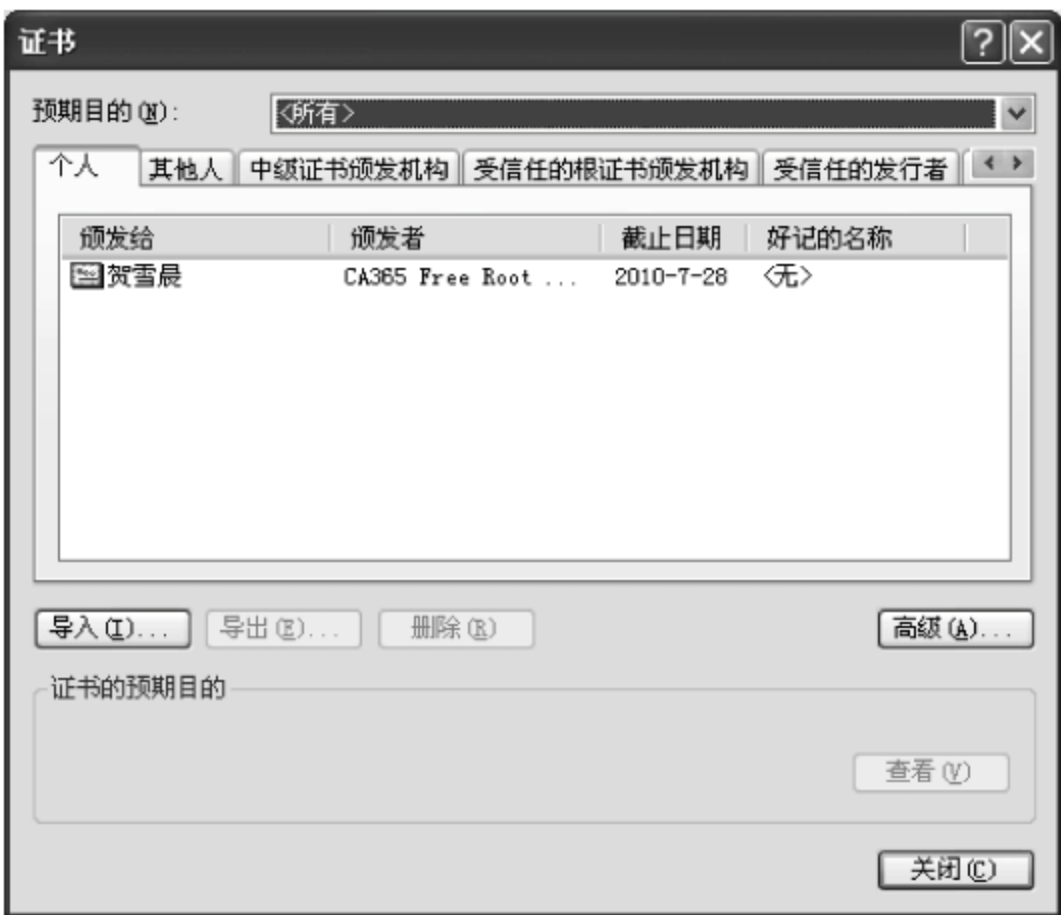 证书
预期目的(N): <所有>
个人 其他人 中级证书颁发机构 受信任的根证书颁发机构 受信任的发行者
颁发给 颁发者 截止日期 好记的名称
贺雪晨 CA365 Free Root ... 2010-7-28 <无>
导入(I)... 导出(E)... 删除(R) 高级(A)...
证书的预期目的
查看(V)
关闭(C)